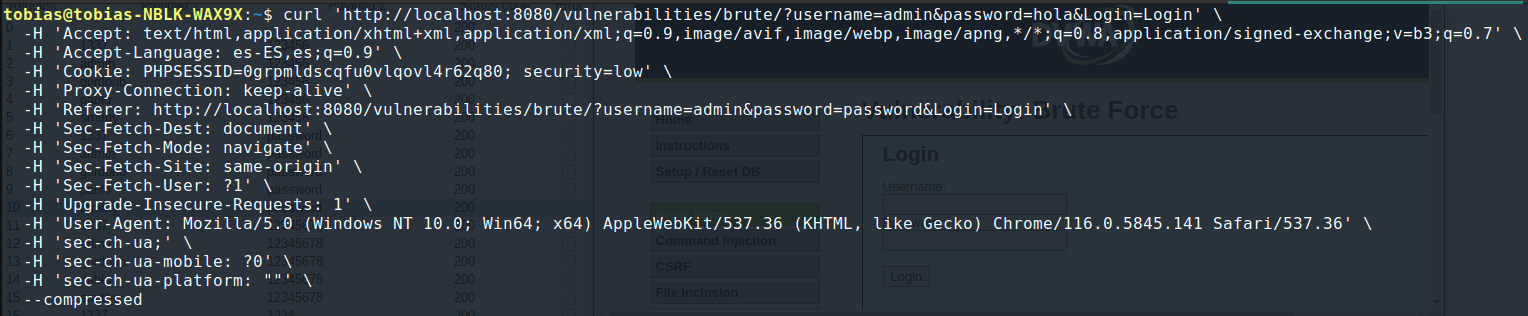 tobias@tobias-NBLK-WAX9X:~$ curl 'http://localhost:8080/vulnerabilities/brute/?username=admin&password=hola&Login=Login' \
-H 'Accept: text/html,application/xhtml+xml,application/xml;q=0.9,image/avif,image/webp,image/apng,*/*;q=0.8,application/signed-exchange;v=b3;q=0.7' \
-H 'Accept-Language: es-ES,es;q=0.9' \
-H 'Cookie: PHPSESSID=0grpmldscqfu0vlqovl4r62q80; security=low' \
-H 'Proxy-Connection: keep-alive' \
-H 'Referer: http://localhost:8080/vulnerabilities/brute/?username=admin&password=password&Login=Login' \
-H 'Sec-Fetch-Dest: document' \
-H 'Sec-Fetch-Mode: navigate' \
-H 'Sec-Fetch-Site: same-origin' \
-H 'Sec-Fetch-User: ?1' \
-H 'Upgrade-Insecure-Requests: 1' \
-H 'User-Agent: Mozilla/5.0 (Windows NT 10.0; Win64; x64) AppleWebKit/537.36 (KHTML, like Gecko) Chrome/116.0.5845.141 Safari/537.36' \
-H 'sec-ch-ua;' \
-H 'sec-ch-ua-mobile: ?0' \
-H 'sec-ch-ua-platform: ""' \
--compressed
Home
Instructions
Setup / Reset DB
Command Injection
CSRF
File Inclusion
Brute Force
Login
Username:
Login